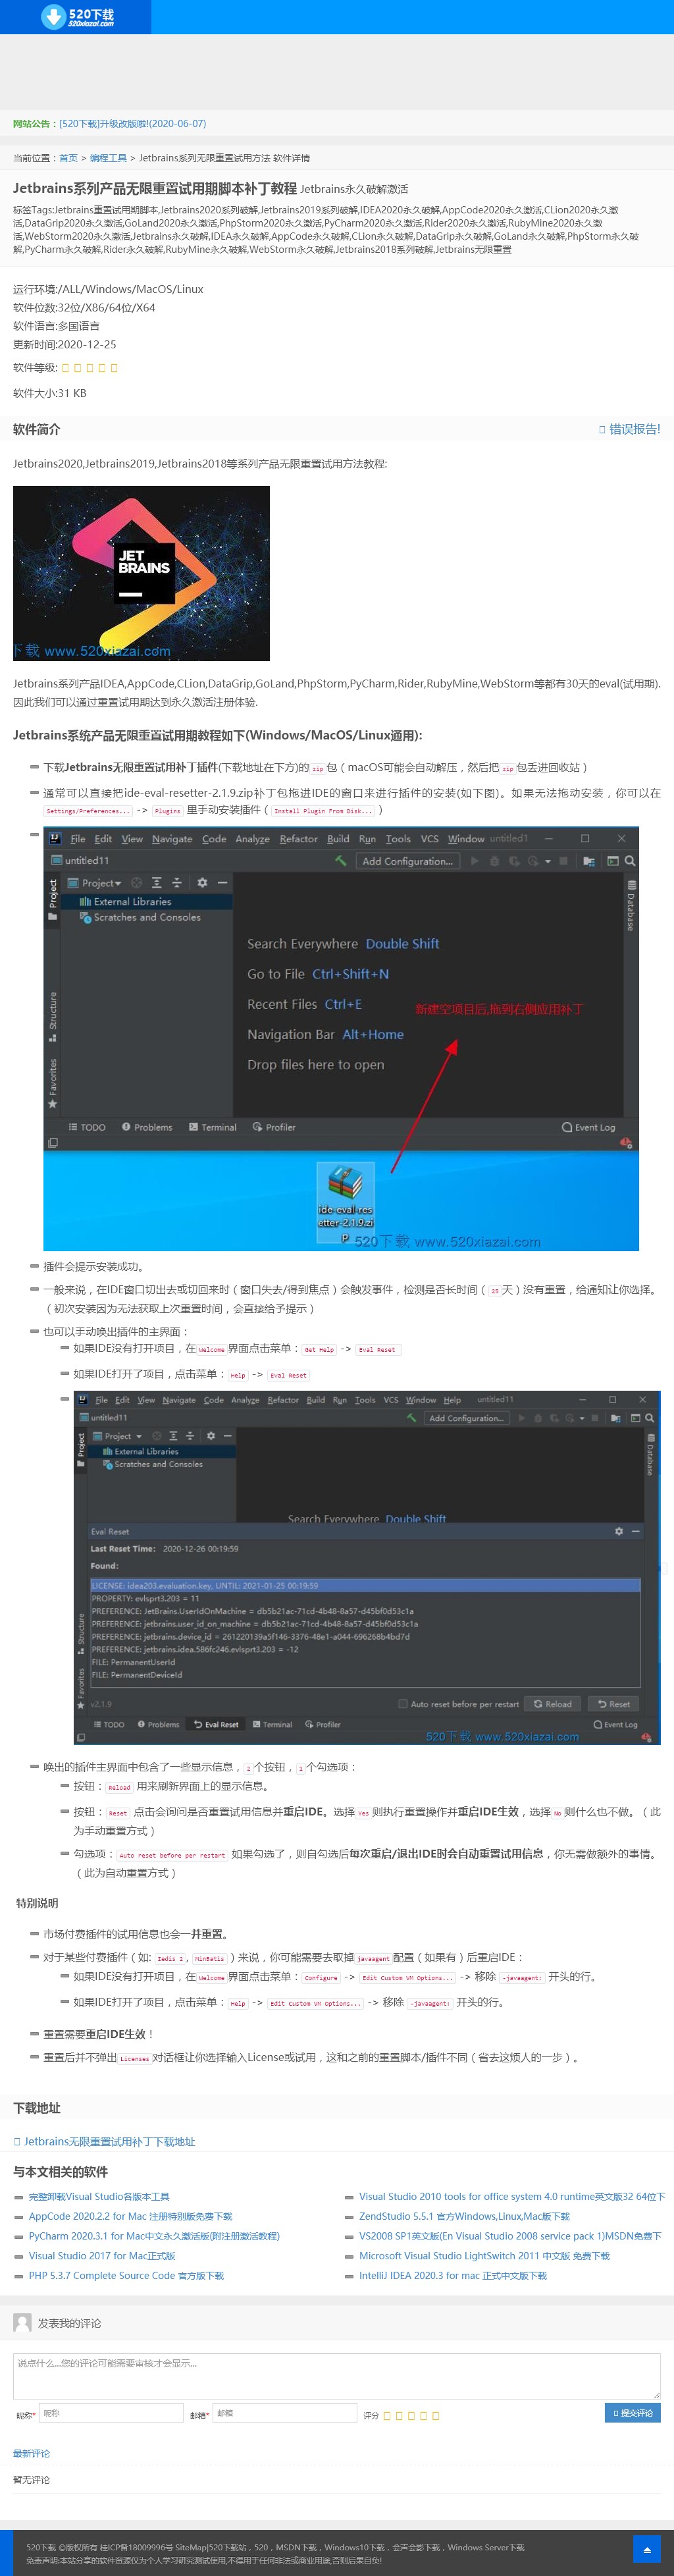 520下载
520xiazai.com
网站公告：[520下载]升级改版啦!(2020-06-07)
当前位置：首页 > 编程工具 > Jetbrains系列无限重置试用方法 软件详情
Jetbrains系列产品无限重置试用期脚本补丁教程 Jetbrains永久破解激活
标签Tags:Jetbrains重置试用期脚本,Jetbrains2020系列破解,Jetbrains2019系列破解,IDEA2020永久破解,AppCode2020永久激活,CLion2020永久激
活,DataGrip2020永久激活,GoLand2020永久激活,PhpStorm2020永久激活,PyCharm2020永久激活,Rider2020永久激活,RubyMine2020永久激
活,WebStorm2020永久激活,Jetbrains永久破解,IDEA永久破解,AppCode永久破解,CLion永久破解,DataGrip永久破解,GoLand永久破解,PhpStorm永久破
解,PyCharm永久破解,Rider永久破解,RubyMine永久破解,WebStorm永久破解,Jetbrains2018系列破解,Jetbrains无限重置
运行环境:/ALL/Windows/MacOS/Linux
软件位数:32位/X86/64位/X64
软件语言:多国语言
更新时间:2020-12-25
软件等级:
软件大小:31 KB
软件简介
错误报告!
Jetbrains2020,Jetbrains2019,Jetbrains2018等系列产品无限重置试用方法教程:
JET
BRAINS
下载 www.520xiazai.com
Jetbrains系列产品IDEA,AppCode,CLion,DataGrip,GoLand,PhpStorm,PyCharm,Rider,RubyMine,WebStorm等都有30天的eval(试用期).
因此我们可以通过重置试用期达到永久激活注册体验.
Jetbrains系统产品无限重置试用期教程如下(Windows/MacOS/Linux通用):
下载Jetbrains无限重置试用补丁插件(下载地址在下方)的 zip 包（macOS可能会自动解压，然后把 zip 包丢进回收站）
通常可以直接把ide-eval-resetter-2.1.9.zip补丁包拖进IDE的窗口来进行插件的安装(如下图)。如果无法拖动安装，你可以在
Settings/Preferences... -> Plugins 里手动安装插件（ Install Plugin From Disk... ）
File Edit View Navigate Code Analyze Refactor Build Run Tools VCS Window untitled11
untitled11
Add Configuration...
Project
Project
External Libraries
Scratches and Consoles
Database
Search Everywhere Double Shift
Go to File Ctrl+Shift+N
Recent Files Ctrl+E
新建空项目后,拖到右侧应用补丁
Navigation Bar Alt+Home
Drop files here to open
Structure
Favorites
TODO Problems Terminal Profiler Event Log
ide-eval-res
etter-2.1.9.zi
p
520下载 www.520xiazai.com
插件会提示安装成功。
一般来说，在IDE窗口切出去或切回来时（窗口失去/得到焦点）会触发事件，检测是否长时间（ 25 天）没有重置，给通知让你选择。
（初次安装因为无法获取上次重置时间，会直接给予提示）
也可以手动唤出插件的主界面：
如果IDE没有打开项目，在 Welcome 界面点击菜单： Get Help -> Eval Reset
如果IDE打开了项目，点击菜单： Help -> Eval Reset
File Edit View Navigate Code Analyze Refactor Build Run Tools VCS Window Help untitled11
untitled11
Add Configuration...
Project
Project
External Libraries
Scratches and Consoles
Database
Search Everywhere Double Shift
Eval Reset
Last Reset Time: 2020-12-26 00:19:59
Found:
LICENSE: idea203.evaluation.key, UNTIL: 2021-01-25 00:19:59
PROPERTY: evlsprt3.203 = 11
PREFERENCE: JetBrains.UserIdOnMachine = db5b21ac-71cd-4b48-8a57-d45bf0d53c1a
PREFERENCE: jetbrains.user_id_on_machine = db5b21ac-71cd-4b48-8a57-d45bf0d53c1a
PREFERENCE: jetbrains.device_id = 261220139a5f146-3376-48e1-a044-696268b4bd7d
PREFERENCE: jetbrains.idea.586fc246.evlsprt3.203 = -12
FILE: PermanentUserId
FILE: PermanentDeviceId
Structure
Favorites
v2.1.9
Auto reset before per restart Reload Reset
TODO Problems Eval Reset Terminal Profiler Event Log
520下载 www.520xiazai.com
唤出的插件主界面中包含了一些显示信息， 2 个按钮， 1 个勾选项：
按钮： Reload 用来刷新界面上的显示信息。
按钮： Reset 点击会询问是否重置试用信息并重启IDE。选择 Yes 则执行重置操作并重启IDE生效，选择 No 则什么也不做。（此
为手动重置方式）
勾选项： Auto reset before per restart 如果勾选了，则自勾选后每次重启/退出IDE时会自动重置试用信息，你无需做额外的事情。
（此为自动重置方式）
特别说明
市场付费插件的试用信息也会一并重置。
对于某些付费插件（如: Iedis 2 , MinBatis ）来说，你可能需要去取掉 javaagent 配置（如果有）后重启IDE：
如果IDE没有打开项目，在 Welcome 界面点击菜单： Configure -> Edit Custom VM Options... -> 移除 -javaagent: 开头的行。
如果IDE打开了项目，点击菜单： Help -> Edit Custom VM Options... -> 移除 -javaagent: 开头的行。
重置需要重启IDE生效！
重置后并不弹出 Licenses 对话框让你选择输入License或试用，这和之前的重置脚本/插件不同（省去这烦人的一步）。
下载地址
Jetbrains无限重置试用补丁下载地址
与本文相关的软件
完整卸载Visual Studio各版本工具
Visual Studio 2010 tools for office system 4.0 runtime英文版32 64位下
AppCode 2020.2.2 for Mac 注册特别版免费下载
ZendStudio 5.5.1 官方Windows,Linux,Mac版下载
PyCharm 2020.3.1 for Mac中文永久激活版(附注册激活教程)
VS2008 SP1英文版(En Visual Studio 2008 service pack 1)MSDN免费下
Visual Studio 2017 for Mac正式版
Microsoft Visual Studio LightSwitch 2011 中文版 免费下载
PHP 5.3.7 Complete Source Code 官方版下载
IntelliJ IDEA 2020.3 for mac 正式中文版下载
发表我的评论
说点什么...您的评论可能需要审核才会显示...
昵称* 昵称 邮箱* 邮箱 评分 提交评论
最新评论
暂无评论
520下载 ©版权所有 桂ICP备18009996号 SiteMap|520下载站，520，MSDN下载，Windows10下载，会声会影下载，Windows Server下载
免责声明:本站分享的软件资源仅为个人学习研究测试使用,不得用于任何非法或商业用途,否则后果自负!